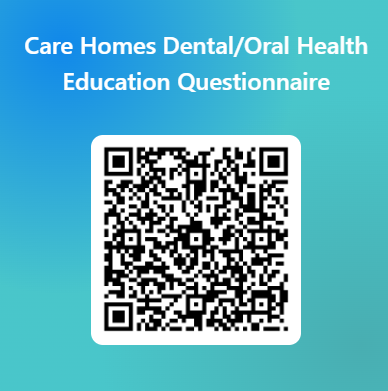 Care Homes Dental/Oral Health
Education Questionnaire